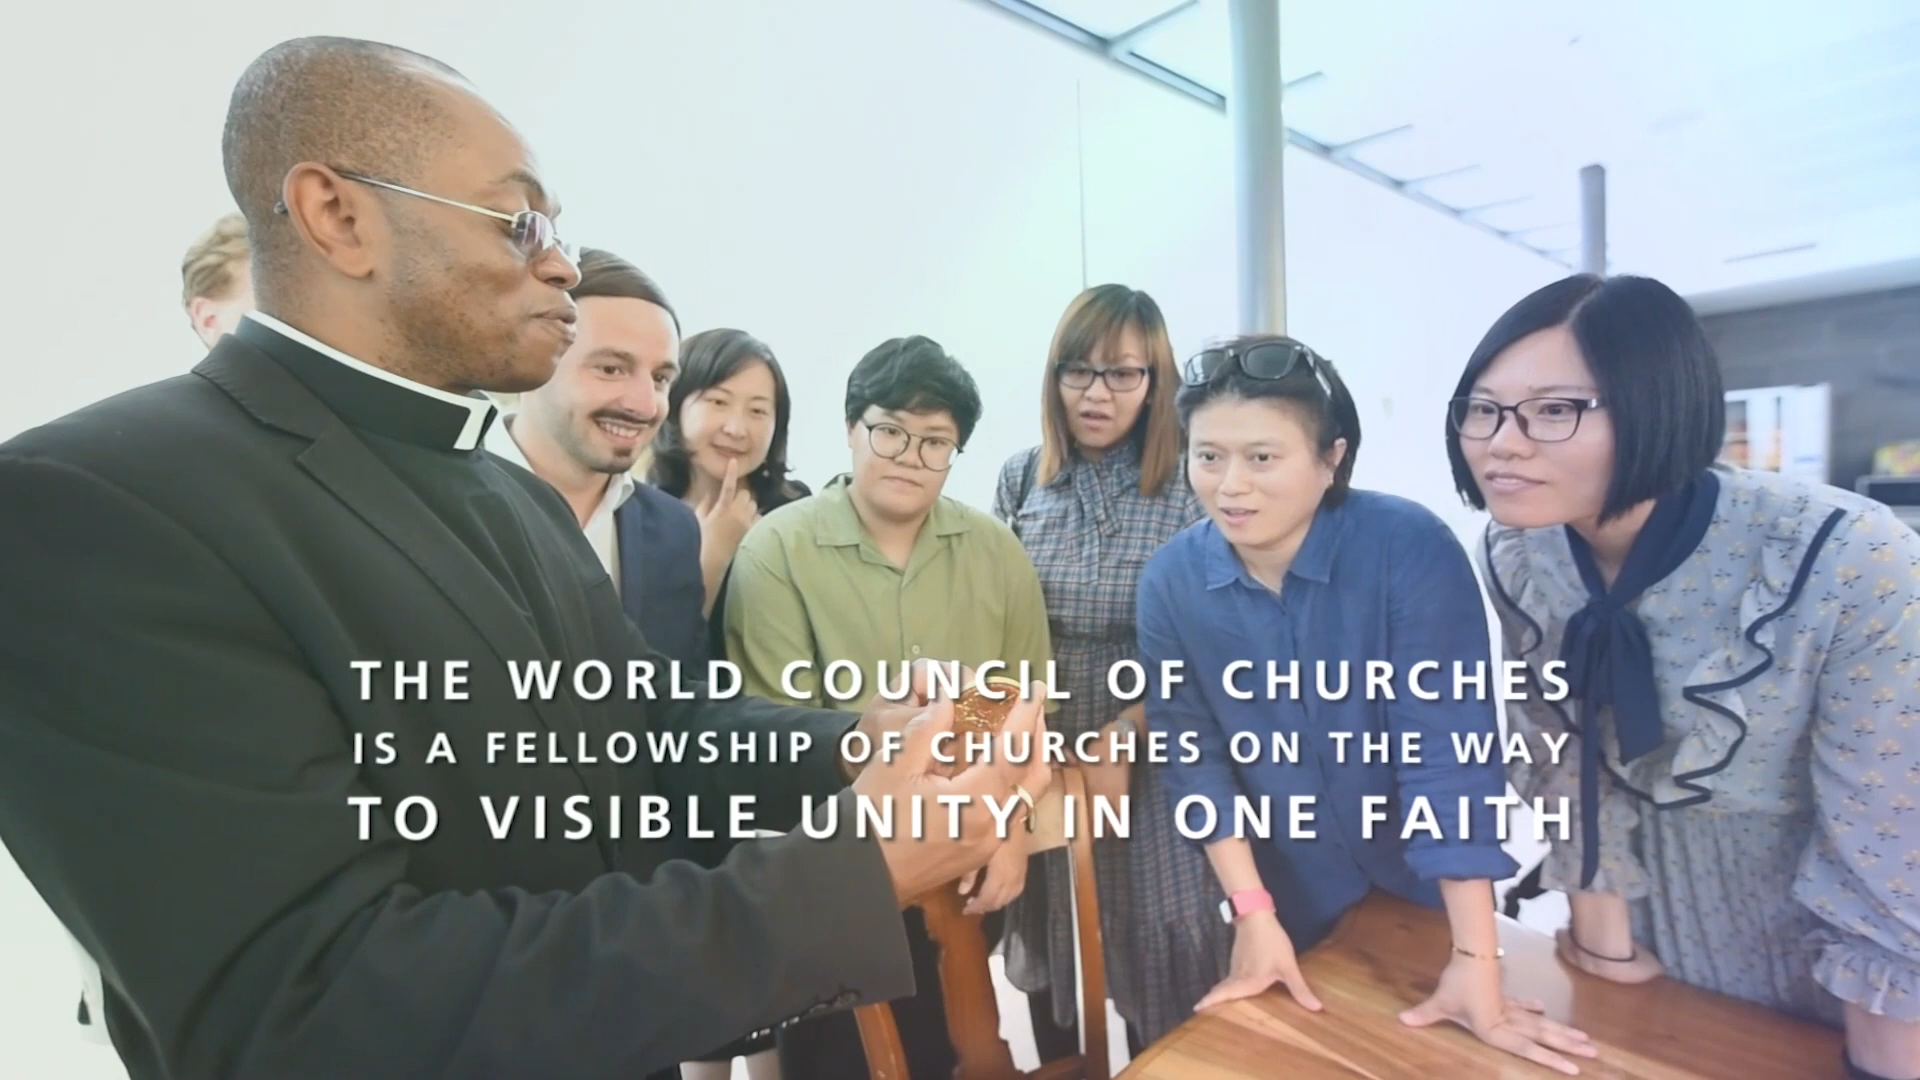 THE WORLD COUNCIL OF CHURCHES
IS A FELLOWSHIP OF CHURCHES ON THE WAY
TO VISIBLE UNITY IN ONE FAITH